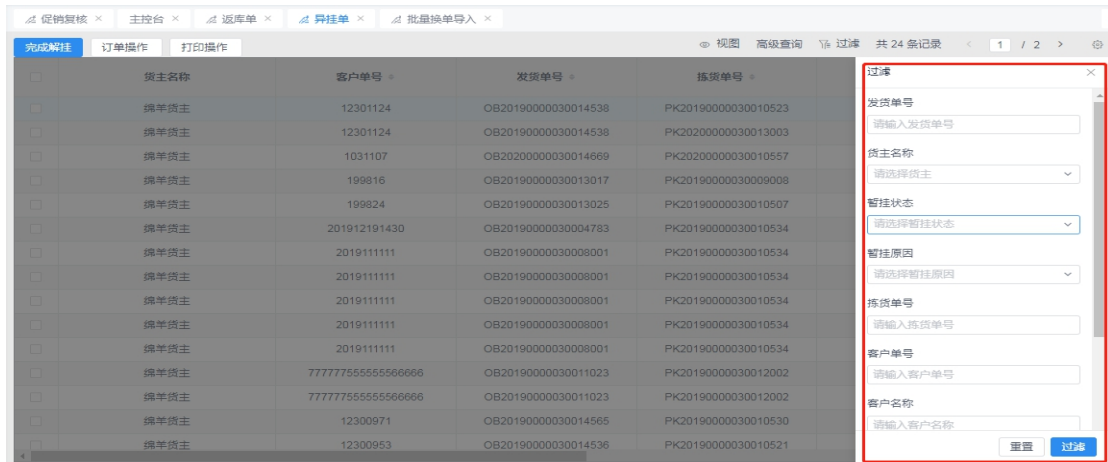 促销复核 × 主控台 × 返库单 × 异挂单 × 批量换单导入 ×
完成解挂 订单操作 打印操作 视图 高级查询 过滤 共 24 条记录 < 1 / 2 >
货主名称 客户单号 发货单号 拣货单号
绵羊货主 12301124 OB20190000030014538 PK20190000030010523
绵羊货主 12301124 OB20190000030014538 PK20200000030013003
绵羊货主 1031107 OB20200000030014669 PK20200000030010557
绵羊货主 199816 OB20190000030013017 PK20190000030009008
绵羊货主 199824 OB20190000030013025 PK20190000030010507
绵羊货主 201912191430 OB20190000030004783 PK20190000030010534
绵羊货主 2019111111 OB20190000030008001 PK20190000030010534
绵羊货主 2019111111 OB20190000030008001 PK20190000030010534
绵羊货主 2019111111 OB20190000030008001 PK20190000030010534
绵羊货主 2019111111 OB20190000030008001 PK20190000030010534
绵羊货主 2019111111 OB20190000030008001 PK20190000030010534
绵羊货主 777777555555566666 OB20190000030011023 PK20190000030012002
绵羊货主 777777555555566666 OB20190000030011023 PK20190000030012002
绵羊货主 12300971 OB20190000030014565 PK20190000030010530
绵羊货主 12300953 OB20190000030014536 PK20190000030010521
过滤 ×
发货单号
请输入发货单号
货主名称
请选择货主
暂挂状态
请选择暂挂状态
暂挂原因
请选择暂挂原因
拣货单号
请输入拣货单号
客户单号
请输入客户单号
客户名称
请输入客户名称
重置 过滤